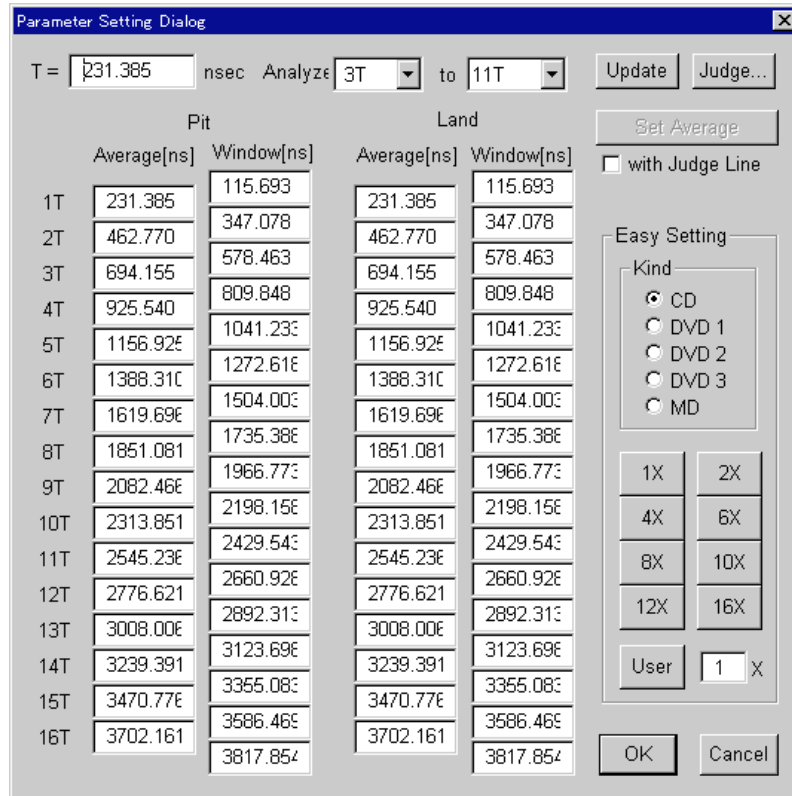 Parameter Setting Dialog
T = 231.385 nsec Analyze 3T to 11T Update Judge...
Pit Land
Set Average
Average[ns] Window[ns] Average[ns] Window[ns]
with Judge Line
115.693 115.693
1T 231.385 231.385
347.078 347.078
2T 462.770 462.770
578.463 578.463
3T 694.155 694.155
809.848 809.848
4T 925.540 925.540
1041.233 1041.233
5T 1156.925 1156.925
1272.618 1272.618
6T 1388.310 1388.310
1504.003 1504.003
7T 1619.696 1619.696
1735.388 1735.388
8T 1851.081 1851.081
1966.773 1966.773
9T 2082.466 2082.466
2198.158 2198.158
10T 2313.851 2313.851
2429.543 2429.543
11T 2545.236 2545.236
2660.928 2660.928
12T 2776.621 2776.621
2892.313 2892.313
13T 3008.006 3008.006
3123.698 3123.698
14T 3239.391 3239.391
3355.083 3355.083
15T 3470.776 3470.776
3586.469 3586.469
16T 3702.161 3702.161
3817.854 3817.854
Easy Setting
Kind
CD
DVD 1
DVD 2
DVD 3
MD
1X 2X
4X 6X
8X 10X
12X 16X
User 1 X
OK Cancel